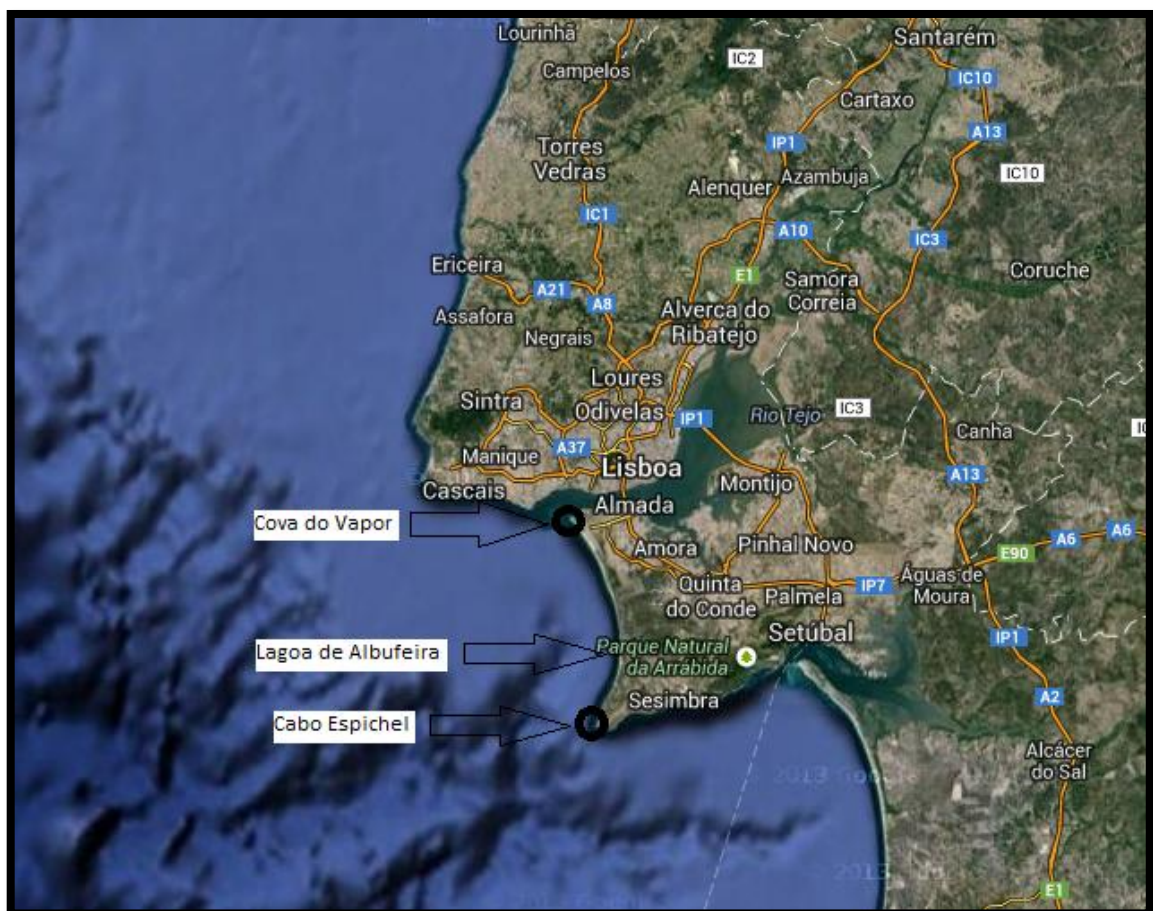 Lourinhã
Santarém
IC2
Campelos
IC10
Cartaxo
A13
IP1
Torres
Vedras
IC10
Alenquer
Azambuja
IC1
A10
IC3
Ericeira
E1
Coruche
Samora
Correia
A21
A8
Assafora
Alverca do
Ribatejo
Negrais
Loures
Sintra
Odivelas
IP1
Rio Tejo
IC3
Canha
Manique
A37
Lisboa
A13
Montijo
Cascais
Almada
Cova do Vapor
A6
A6
Amora
Pinhal Novo
E90
Quinta
do Conde
Palmela
IP7
Águas de
Moura
Setúbal
IP1
Lagoa de Albufeira
Parque Natural
da Arrábida
Sesimbra
A2
Cabo Espichel
Alcácer
do Sal
E1